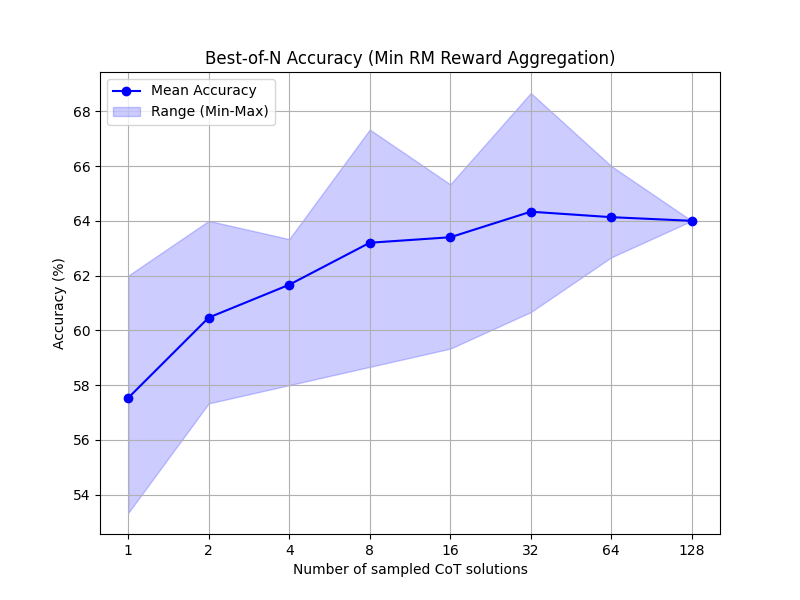 Best-of-N Accuracy (Min RM Reward Aggregation)
Mean Accuracy
Range (Min-Max)
Accuracy (%)
68
66
64
62
60
58
56
54
1 2 4 8 16 32 64 128
Number of sampled CoT solutions